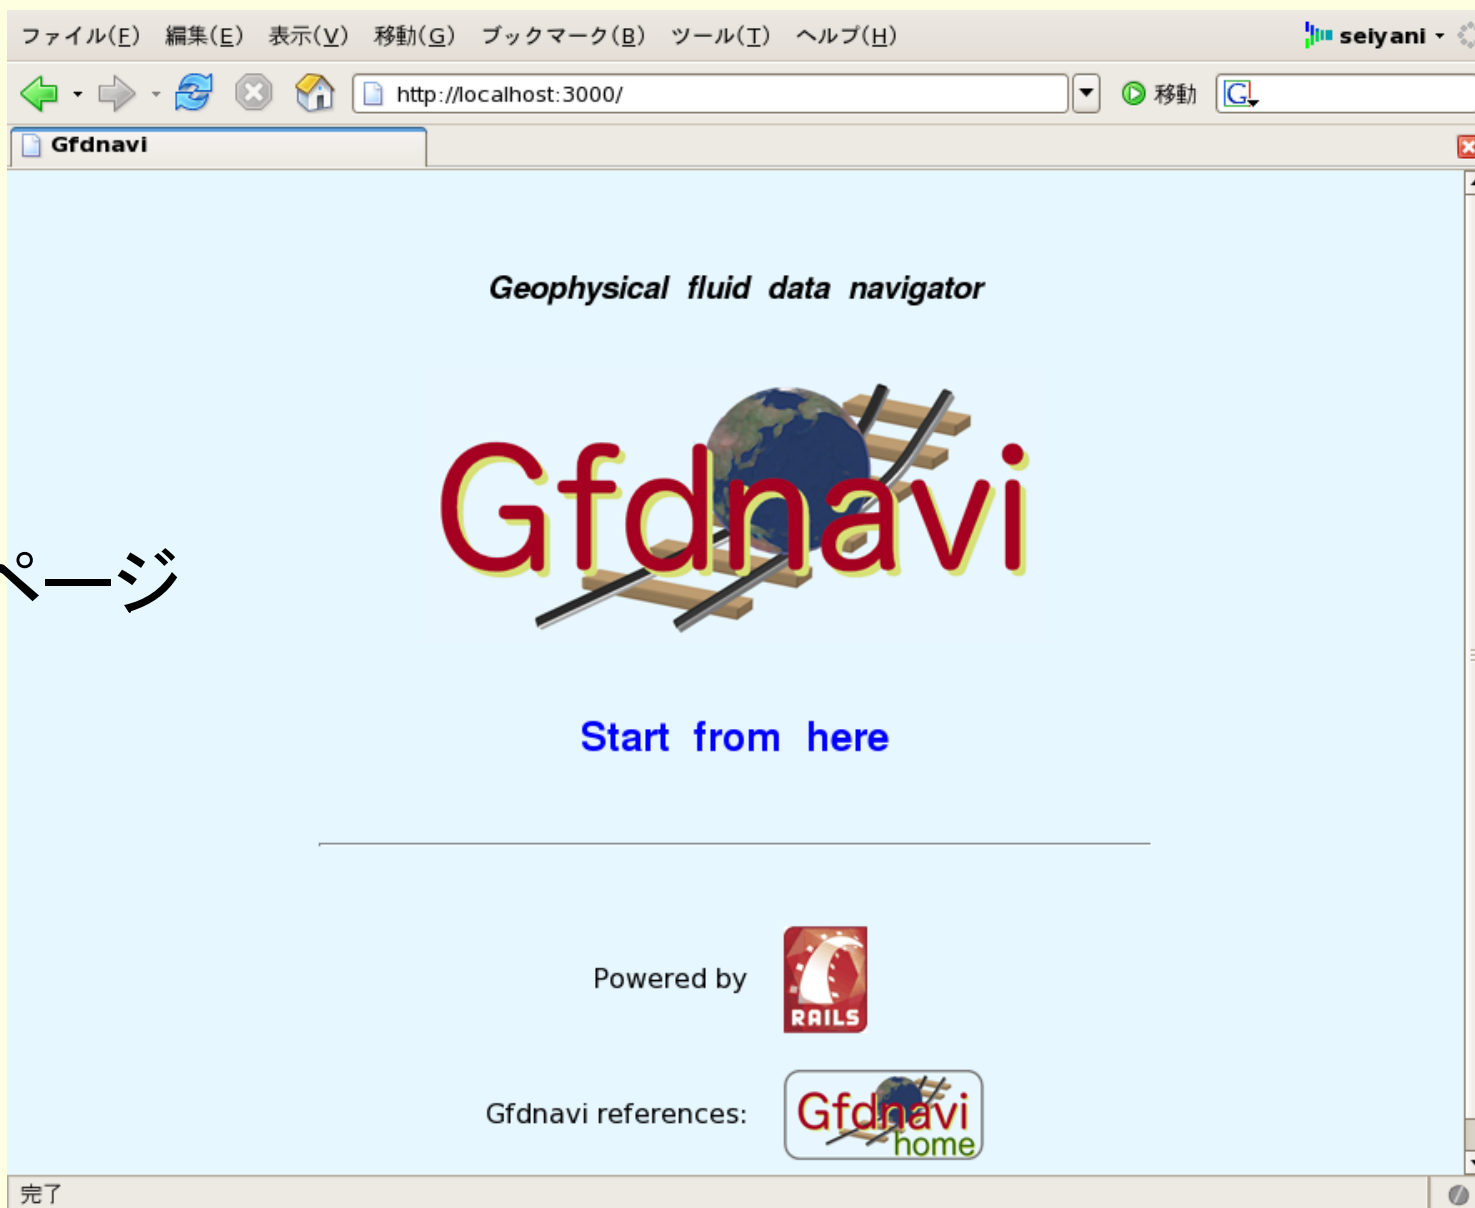 ファイル(F) 編集(E) 表示(V) 移動(G) ブックマーク(B) ツール(T) ヘルプ(H) seiyani
http://localhost:3000/ 移動 G
Gfdnavi
Geophysical fluid data navigator
Gfdnavi
ページ
Start from here
Powered by
RAILS
Gfdnavi references:
Gfdnavi
home
完了